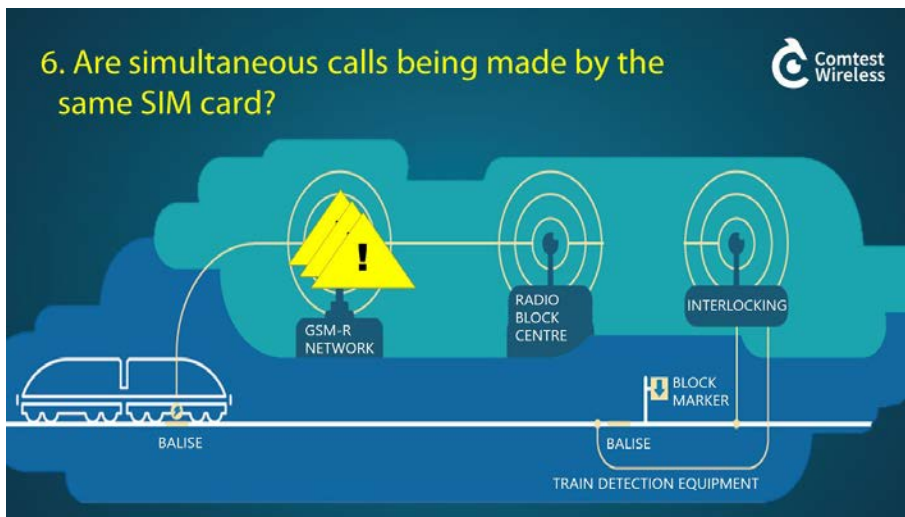 6. Are simultaneous calls being made by the
same SIM card?
Comtest
Wireless
!
GSM-R
NETWORK
RADIO
BLOCK
CENTRE
INTERLOCKING
BLOCK
MARKER
BALISE
BALISE
TRAIN DETECTION EQUIPMENT